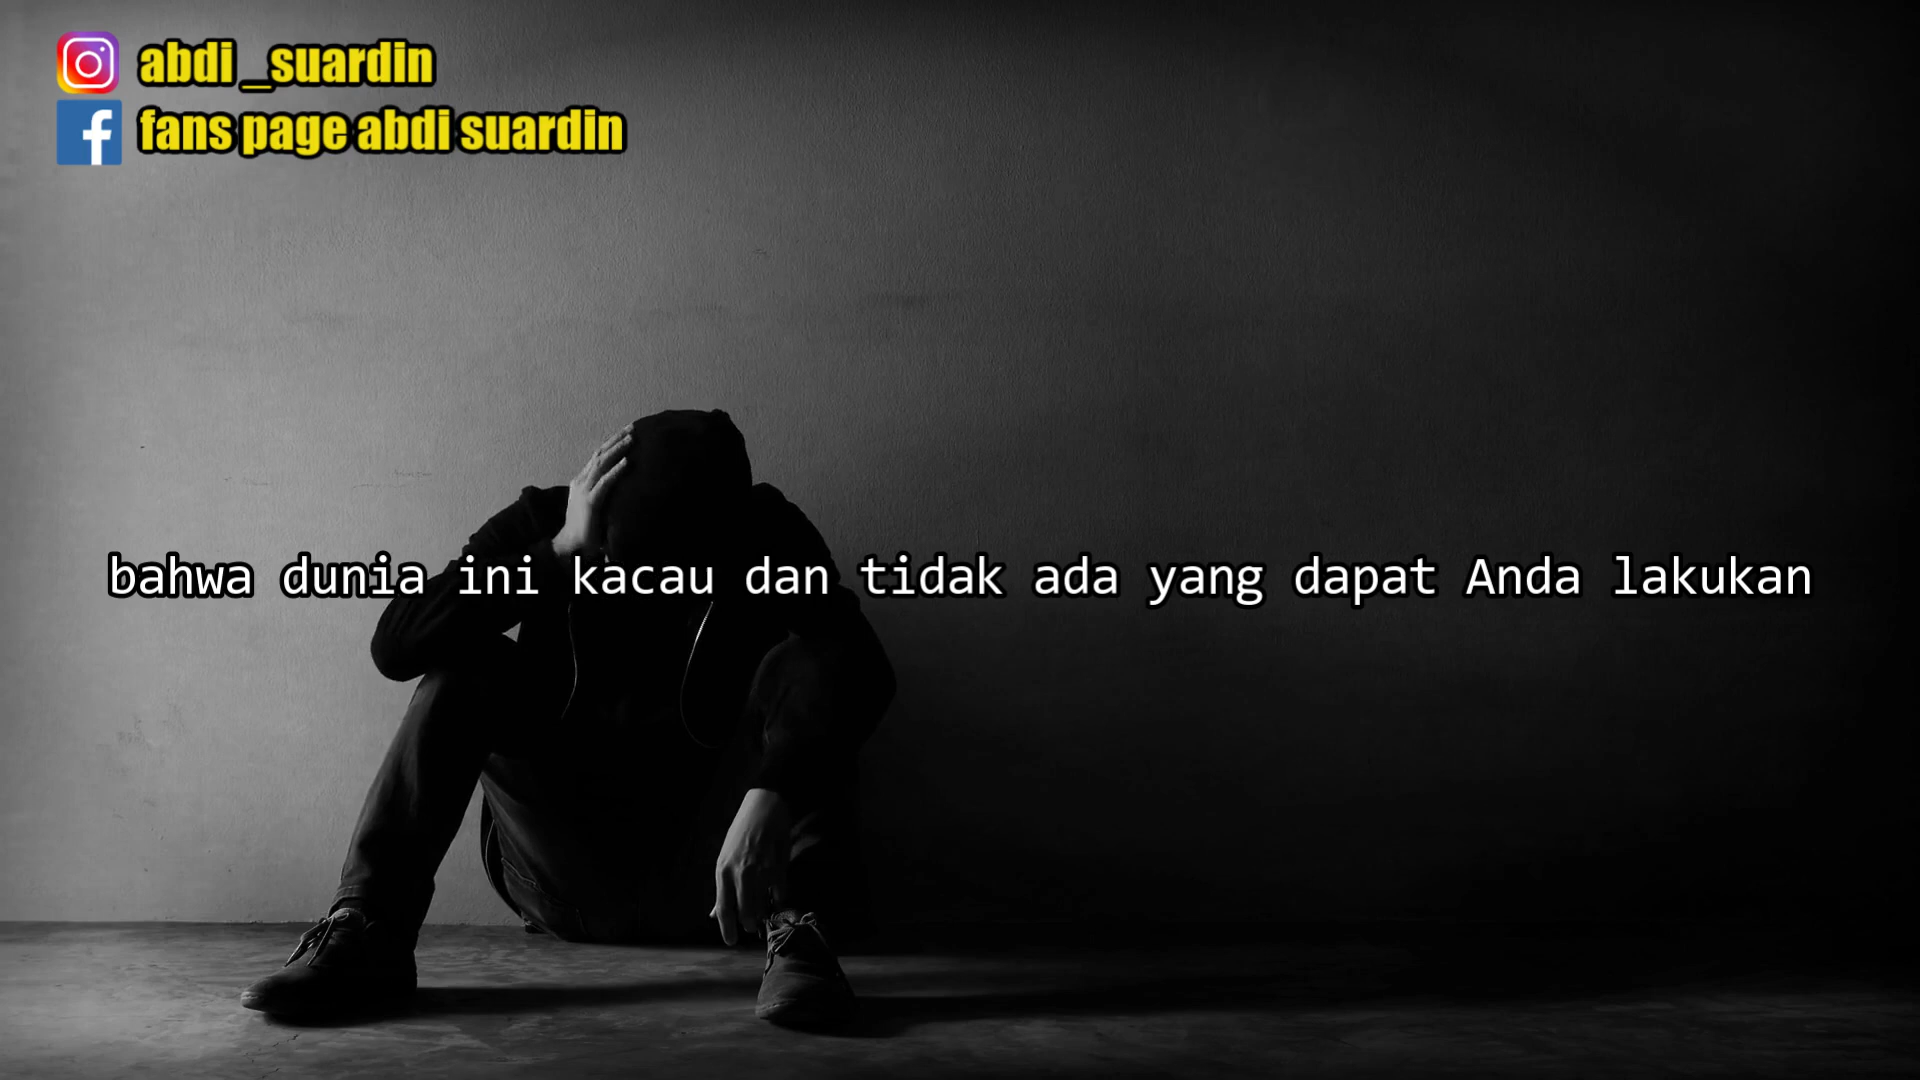 abdi_suardin
fans page abdi suardin
bahwa dunia ini kacau dan tidak ada yang dapat Anda lakukan